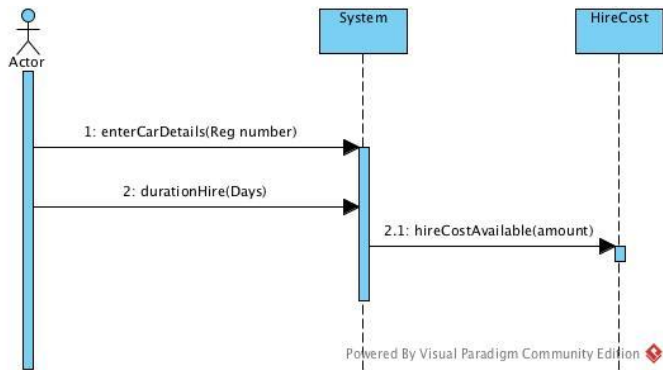 System
HireCost
Actor
1: enterCarDetails(Reg number)
2: durationHire(Days)
2.1: hireCostAvailable(amount)
Powered By Visual Paradigm Community Edition